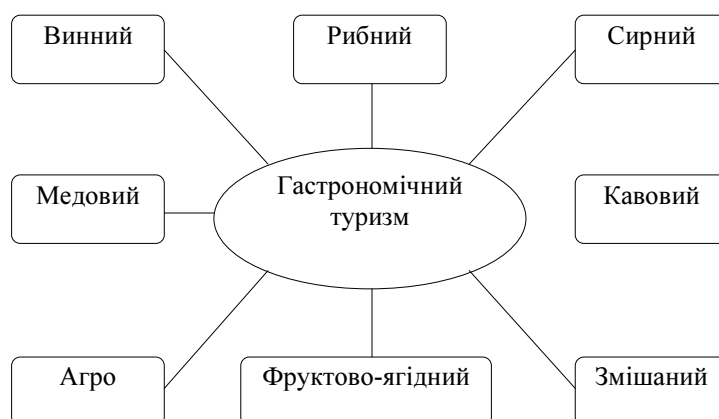 Винний
Рибний
Сирний
Гастрономічний
туризм
Медовий
Кавовий
Агро
Фруктово-ягідний
Змішаний